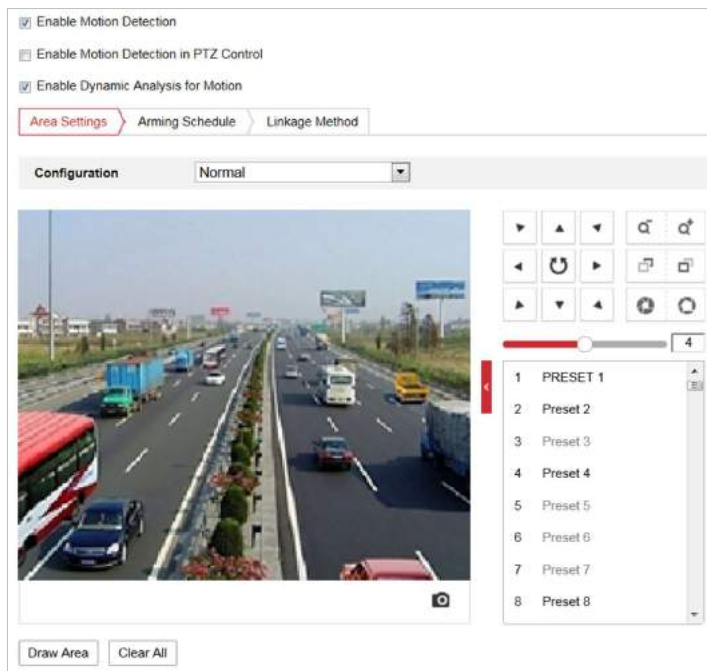 Enable Motion Detection
Enable Motion Detection in PTZ Control
Enable Dynamic Analysis for Motion
Area Settings
Arming Schedule
Linkage Method
Configuration
Normal
4
1 PRESET 1
2 Preset 2
3 Preset 3
4 Preset 4
5 Preset 5
6 Preset 6
7 Preset 7
8 Preset 8
Draw Area
Clear All